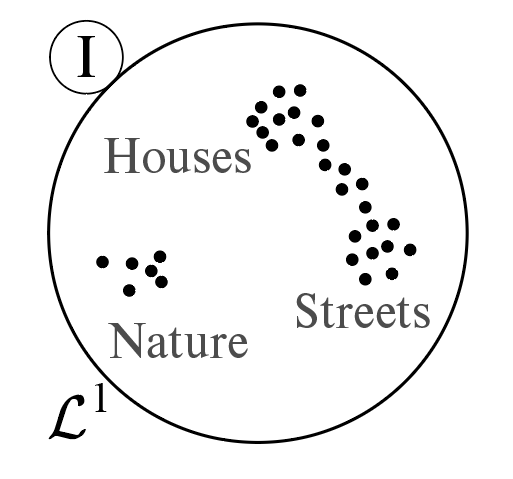 I
Houses
Streets
Nature
ℒ¹